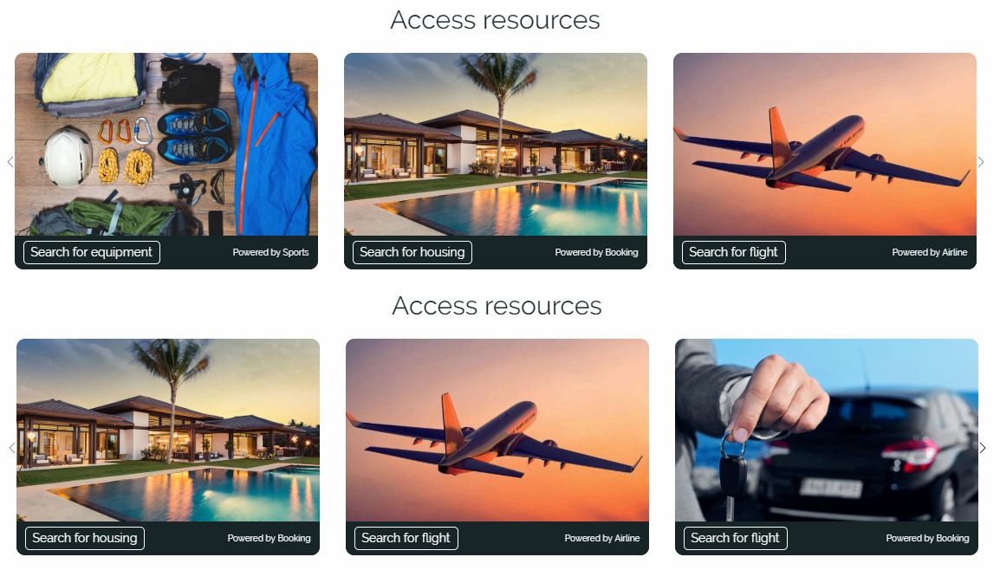 Access resources
Search for equipment
Powered by Sports
Search for housing
Powered by Booking
Search for flight
Powered by Airline
Access resources
Search for housing
Powered by Booking
Search for flight
Powered by Airline
Search for flight
Powered by Booking